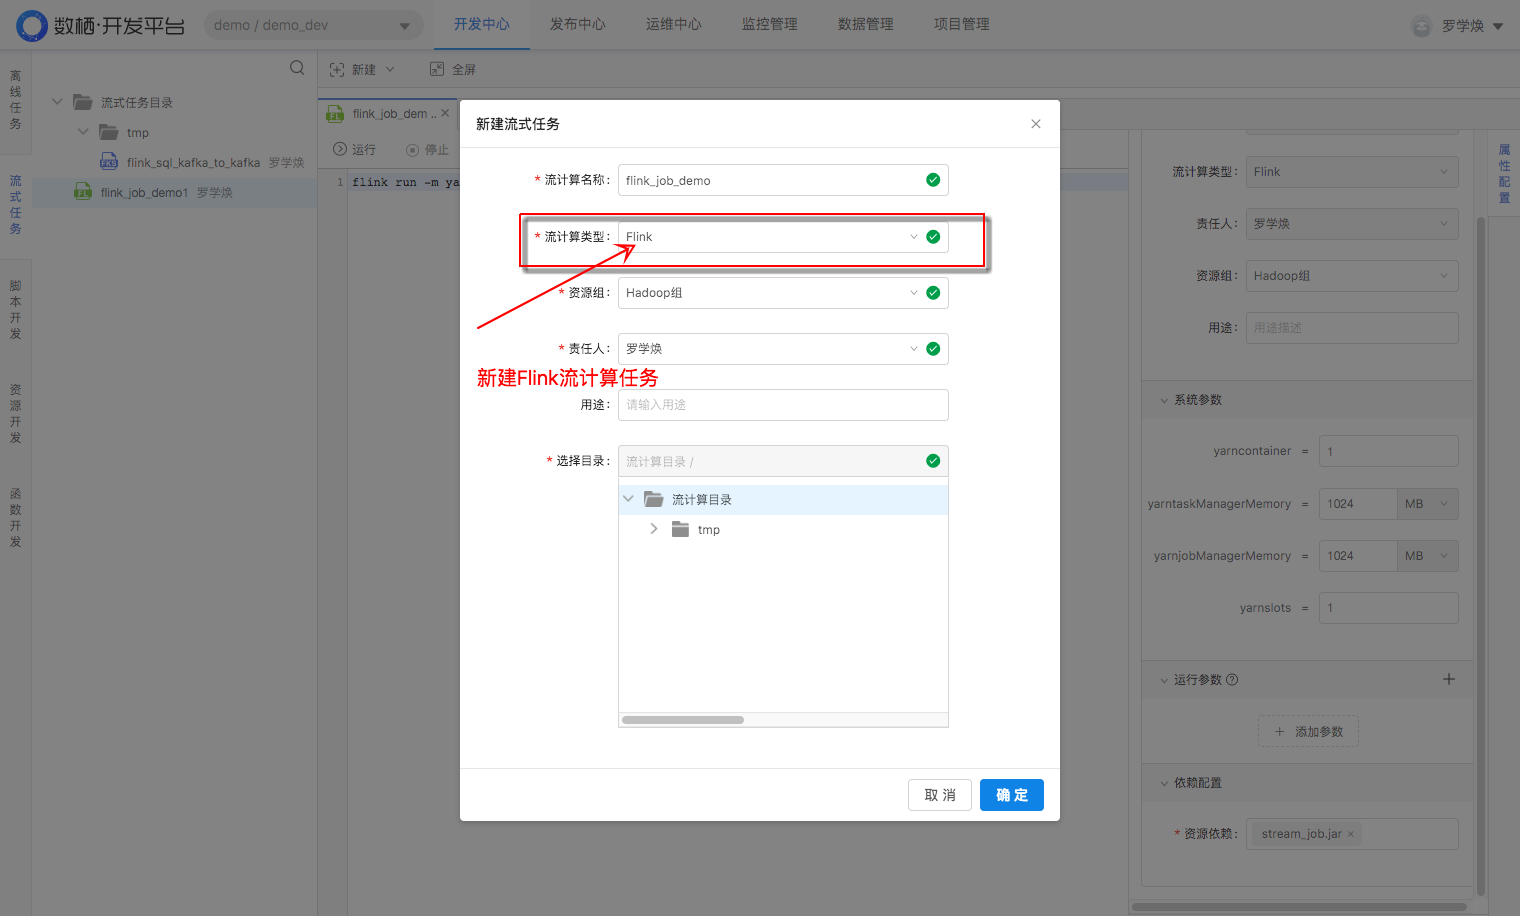 数栖·开发平台
demo / demo_dev
开发中心
发布中心
运维中心
监控管理
数据管理
项目管理
罗学焕
离线任务
流式任务
脚本开发
资源开发
函数开发
流式任务目录
tmp
FKS flink_sql_kafka_to_kafka 罗学焕
FL flink_job_demo1 罗学焕
新建
全屏
FL flink_job_dem ..
运行
停止
1 flink run -m ya
新建流式任务
* 流计算名称: flink_job_demo
* 流计算类型: Flink
* 资源组: Hadoop组
* 责任人: 罗学焕
新建Flink流计算任务
用途: 请输入用途
* 选择目录: 流计算目录 /
流计算目录
tmp
取 消
确 定
流计算类型: Flink
责任人: 罗学焕
资源组: Hadoop组
用途: 用途描述
系统参数
yarncontainer = 1
yarntaskManagerMemory = 1024 MB
yarnjobManagerMemory = 1024 MB
yarnslots = 1
运行参数
+ 添加参数
依赖配置
* 资源依赖: stream_job.jar ×
属性配置